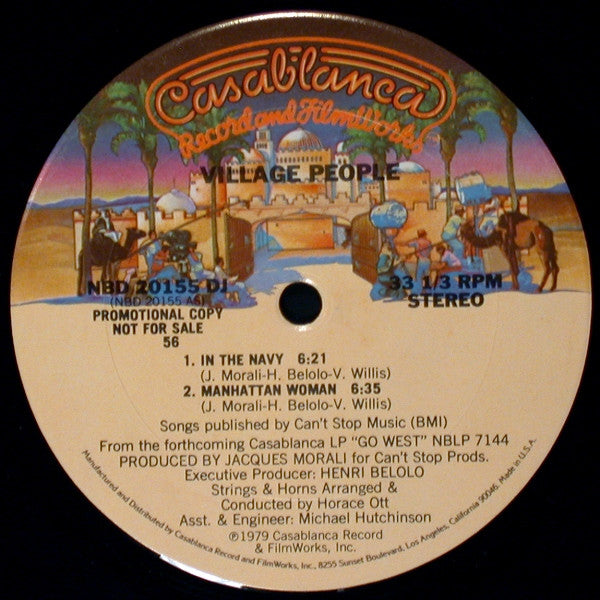 Casablanca
Record and FilmWorks
VILLAGE PEOPLE
NBD 20155 DJ
(NBD 20155 AS)
PROMOTIONAL COPY
NOT FOR SALE
56
33 1/3 RPM
STEREO
1. IN THE NAVY 6:21
(J. Morali-H. Belolo-V. Willis)
2. MANHATTAN WOMAN 6:35
(J. Morali-H. Belolo-V. Willis)
Songs published by Can't Stop Music (BMI)
From the forthcoming Casablanca LP "GO WEST" NBLP 7144
PRODUCED BY JACQUES MORALI for Can't Stop Prods.
Executive Producer: HENRI BELOLO
Strings & Horns Arranged &
Conducted by Horace Ott
Asst. & Engineer: Michael Hutchinson
℗1979 Casablanca Record
& FilmWorks, Inc.
Manufactured and Distributed by Casablanca Record and FilmWorks, Inc., 8255 Sunset Boulevard, Los Angeles, California 90046. Made in U.S.A.